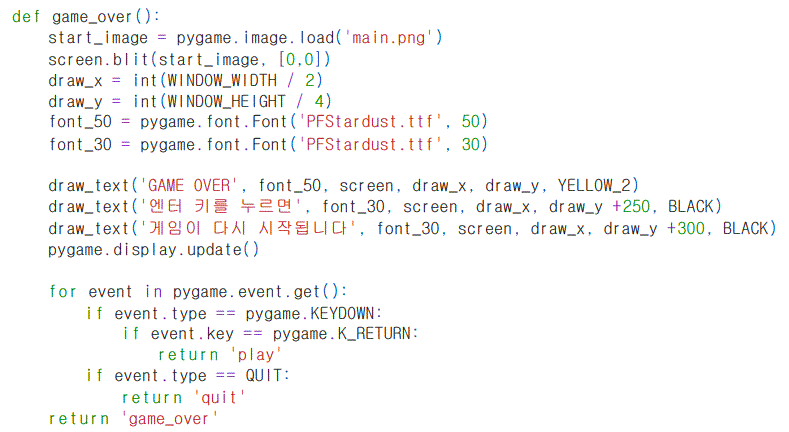 def game_over():
    start_image = pygame.image.load('main.png')
    screen.blit(start_image, [0,0])
    draw_x = int(WINDOW_WIDTH / 2)
    draw_y = int(WINDOW_HEIGHT / 4)
    font_50 = pygame.font.Font('PFStardust.ttf', 50)
    font_30 = pygame.font.Font('PFStardust.ttf', 30)

    draw_text('GAME OVER', font_50, screen, draw_x, draw_y, YELLOW_2)
    draw_text('엔터 키를 누르면', font_30, screen, draw_x, draw_y +250, BLACK)
    draw_text('게임이 다시 시작됩니다', font_30, screen, draw_x, draw_y +300, BLACK)
    pygame.display.update()

    for event in pygame.event.get():
        if event.type == pygame.KEYDOWN:
            if event.key == pygame.K_RETURN:
                return 'play'
        if event.type == QUIT:
            return 'quit'
    return 'game_over'